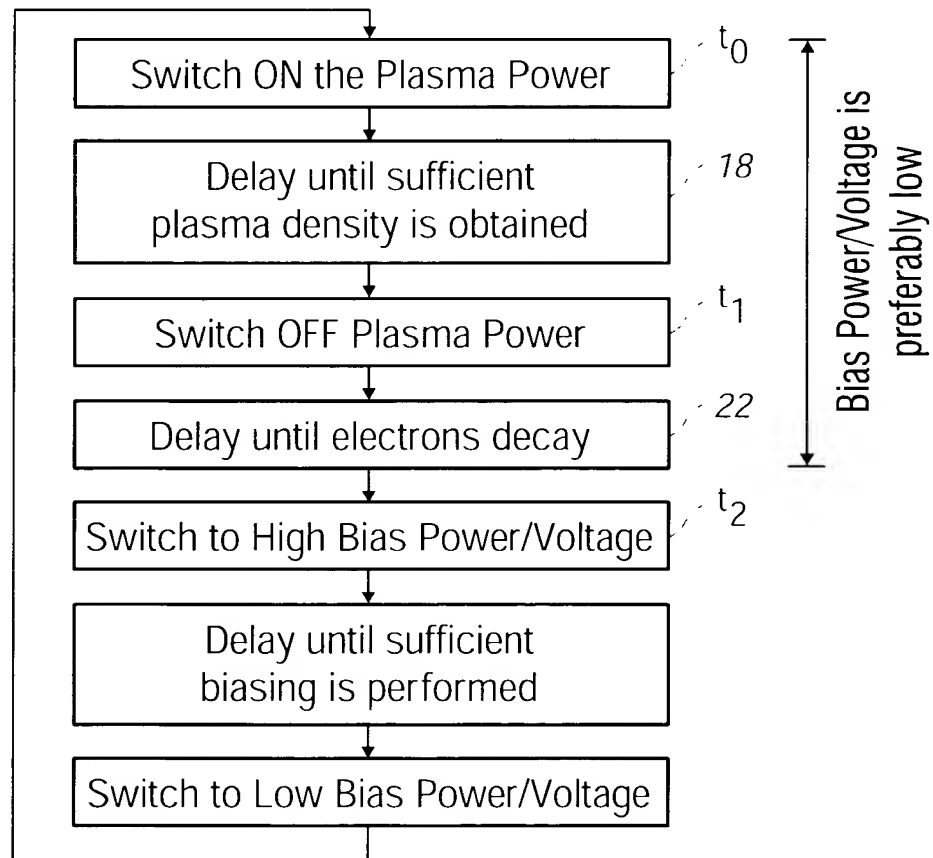 Switch ON the Plasma Power
t0
Delay until sufficient
plasma density is obtained
18
Switch OFF Plasma Power
t1
Delay until electrons decay
22
Switch to High Bias Power/Voltage
t2
Delay until sufficient
biasing is performed
Switch to Low Bias Power/Voltage
Bias Power/Voltage is
preferably low